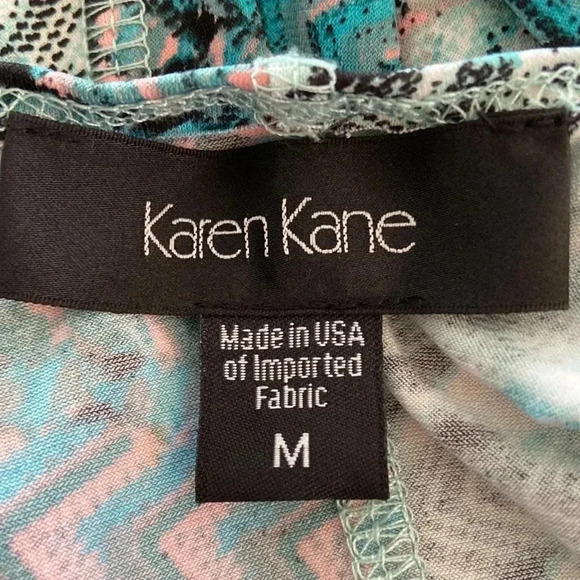 Karen Kane
Made in USA
of Imported
Fabric
M